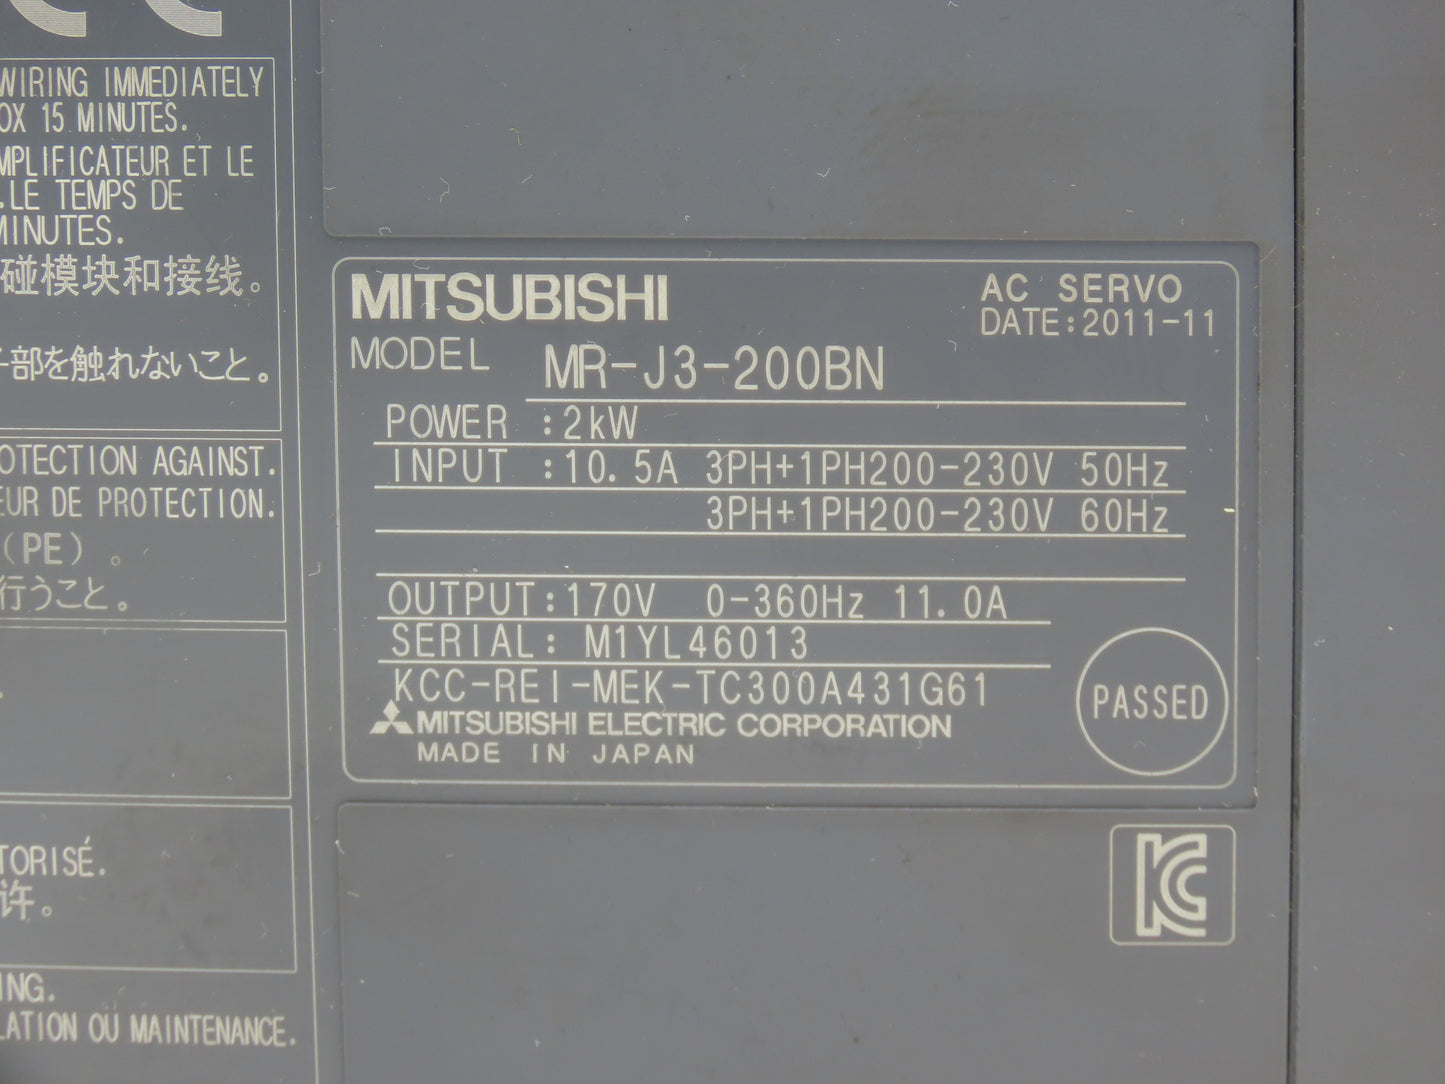 WIRING IMMEDIATELY
OX 15 MINUTES.
MPLIFICATEUR ET LE
.LE TEMPS DE
MINUTES.
碰模块和接线。
部を触れないこと。
OTECTION AGAINST.
EUR DE PROTECTION.
(PE)。
行うこと。
TORISÉ.
许。
ING.
LATION OÙ MAINTENANCE.
MITSUBISHI
AC SERVO
DATE:2011-11
MODEL MR-J3-200BN
POWER :2kW
INPUT :10.5A 3PH+1PH200-230V 50Hz
3PH+1PH200-230V 60Hz
OUTPUT:170V 0-360Hz 11.0A
SERIAL: M1YL46013
KCC-REI-MEK-TC300A431G61
MITSUBISHI ELECTRIC CORPORATION
MADE IN JAPAN
PASSED
KC